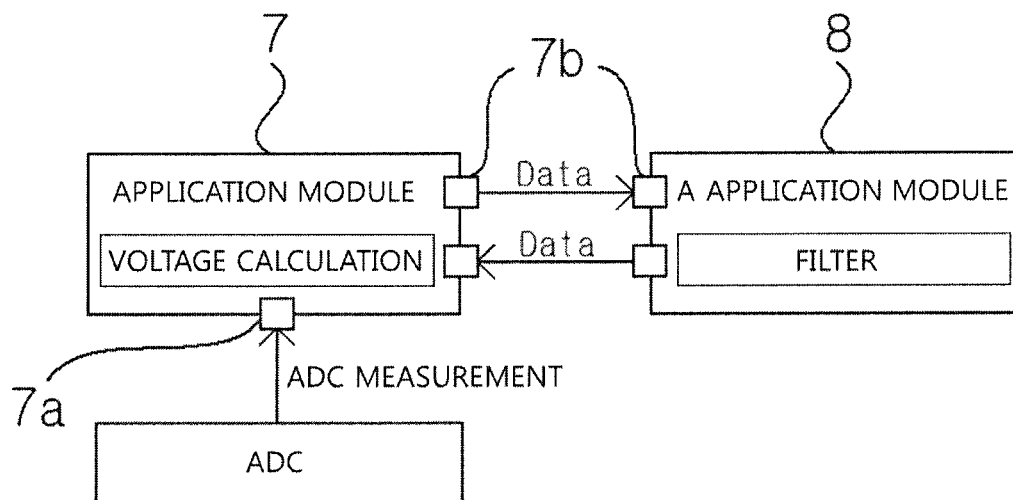 7
7b
8
APPLICATION MODULE
Data
A APPLICATION MODULE
VOLTAGE CALCULATION
Data
FILTER
7a
ADC MEASUREMENT
ADC